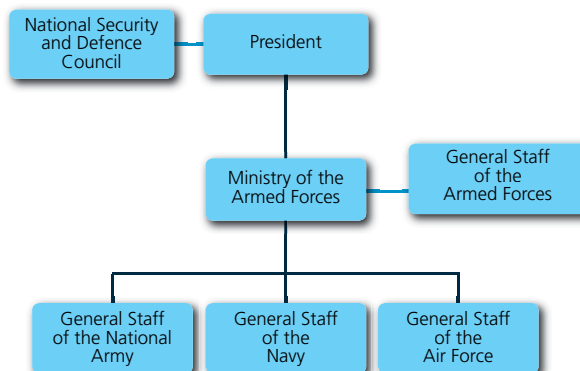 National Security
and Defence
Council
President
Ministry of the
Armed Forces
General Staff
of the
Armed Forces
General Staff
of the National
Army
General Staff
of the
Navy
General Staff
of the
Air Force